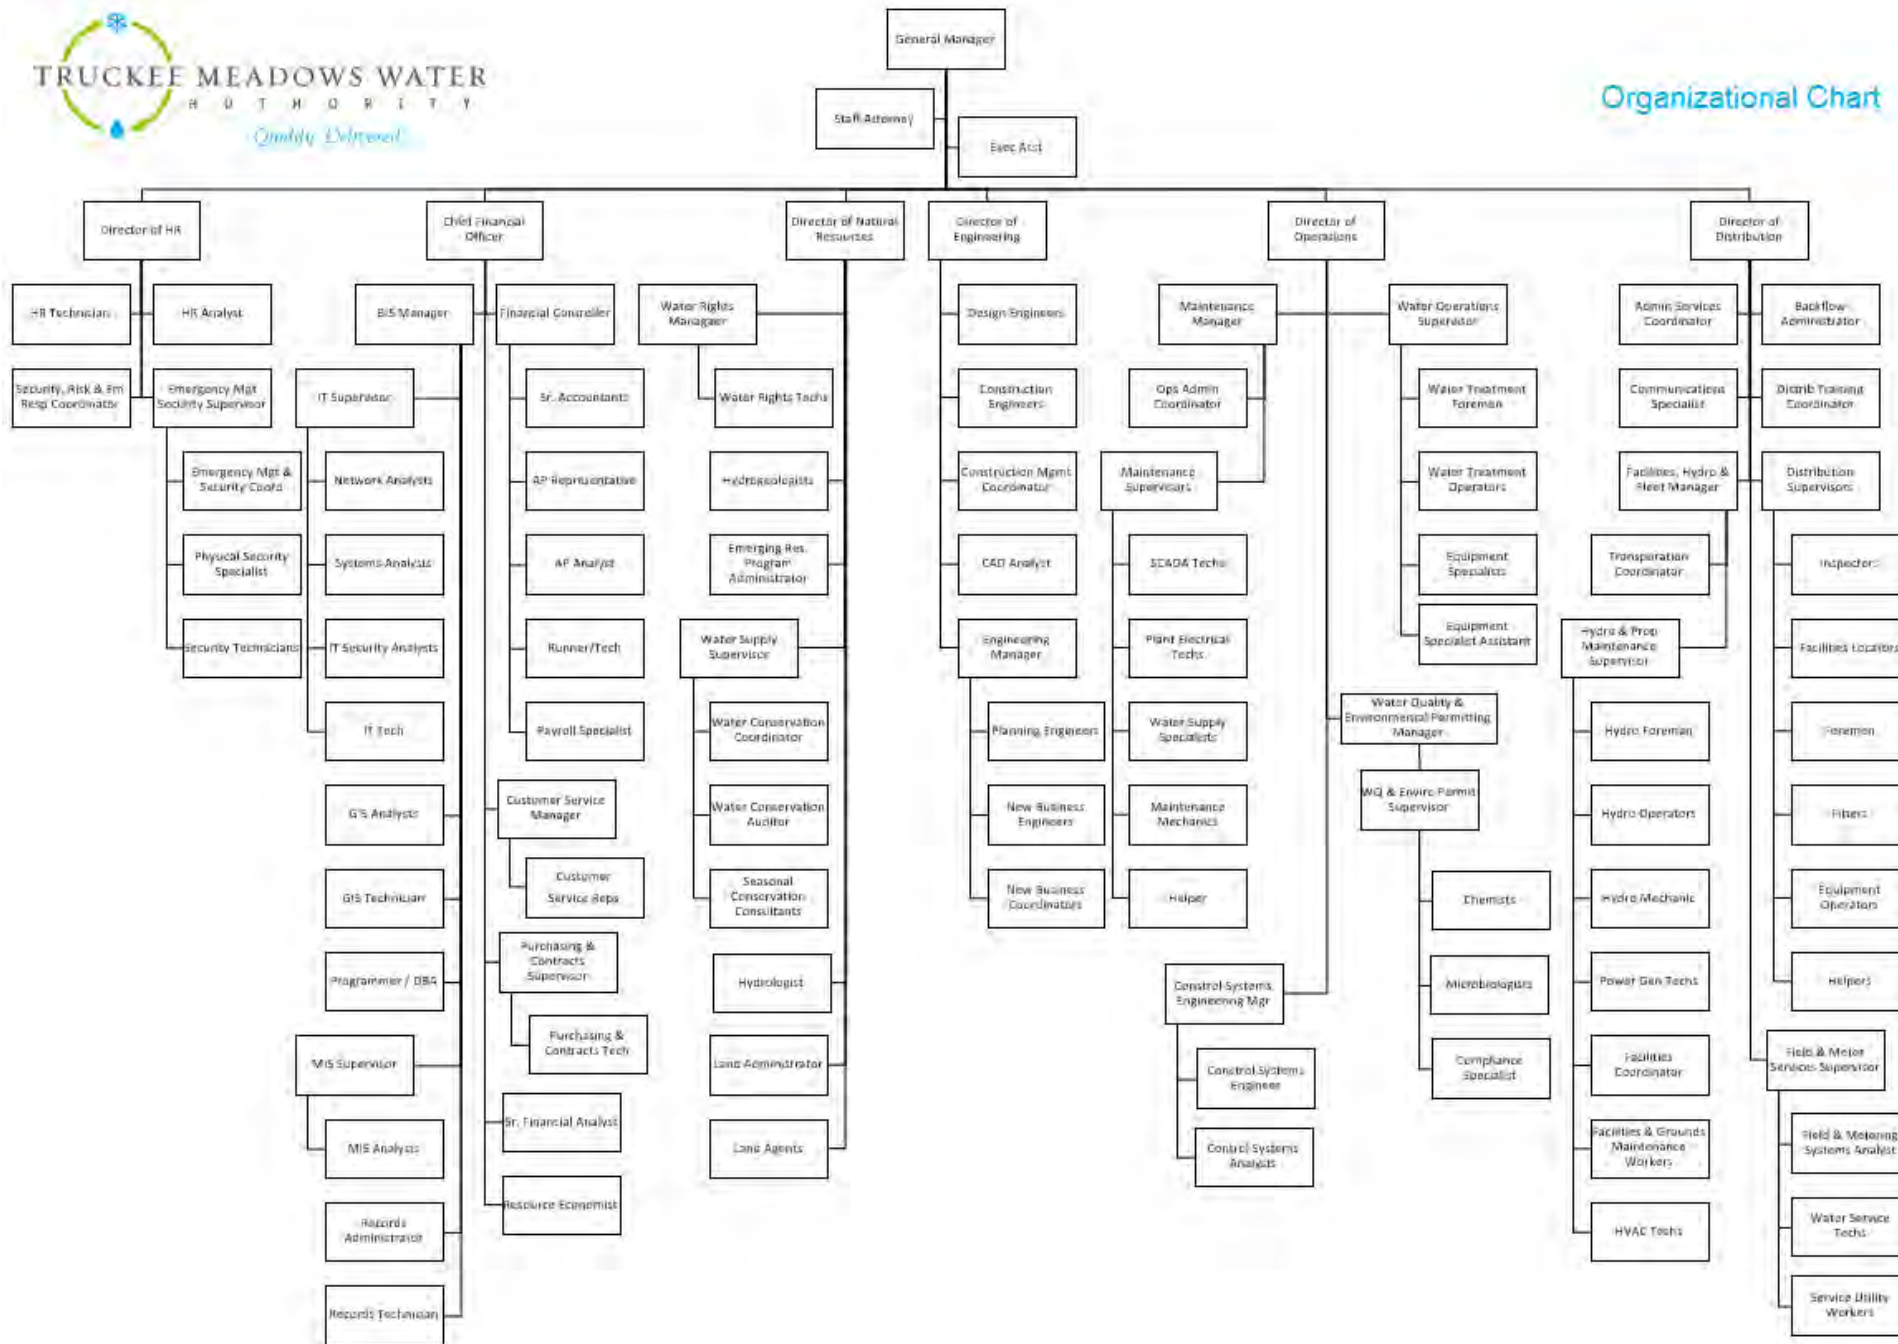 TRUCKEE MEADOWS WATER
AUTHORITY
Quality. Delivered.
Organizational Chart
General Manager
Staff Attorney
Exec Asst
Director of HR
Chief Financial
Officer
Director of Natural
Resources
Director of
Engineering
Director of
Operations
Director of
Distribution
HR Technician
HR Analyst
Security, Risk & Em
Resp Coordinator
Emergency Mgt
Security Supervisor
Emergency Mgt &
Security Coord
Physical Security
Specialist
Security Technicians
BIS Manager
Financial Controller
IT Supervisor
Network Analysts
Systems Analysts
IT Security Analysts
IT Tech
GIS Analysts
GIS Technician
Programmer / DBA
MIS Supervisor
MIS Analysts
Records
Administrator
Records Technician
Sr. Accountants
AP Representative
AP Analyst
Runner/Tech
Payroll Specialist
Customer Service
Manager
Customer
Service Reps
Purchasing &
Contracts
Supervisor
Purchasing &
Contracts Tech
Sr. Financial Analyst
Resource Economist
Water Rights
Managaer
Water Rights Techs
Hydrogeologists
Emerging Res.
Program
Administrator
Water Supply
Supervisor
Water Conservation
Coordinator
Water Conservation
Auditor
Seasonal
Conservation
Consultants
Hydrologist
Land Administrator
Land Agents
Design Engineers
Construction
Engineers
Construction Mgmt
Coordinator
CAD Analyst
Engineering
Manager
Planning Engineers
New Business
Engineers
New Business
Coordinators
Maintenance
Manager
Ops Admin
Coordinator
Maintenance
Supervisors
SCADA Techs
Plant Electrical
Techs
Water Supply
Specialists
Maintenance
Mechanics
Helper
Water Operations
Supervisor
Water Treatment
Foreman
Water Treatment
Operators
Equipment
Specialists
Equipment
Specialist Assistant
Water Quality &
Environmental Permitting
Manager
WQ & Enviro Permit
Supervisor
Chemists
Microbiologists
Compliance
Specialist
Constrol Systems
Engineering Mgr
Constrol Systems
Engineer
Control Systems
Analysts
Admin Services
Coordinator
Backflow
Administrator
Communications
Specialist
Distrib Training
Coordinator
Facilities, Hydro &
Fleet Manager
Distribution
Supervisors
Transporation
Coordinator
Hydro & Prop
Maintenance
Supervisor
Hydro Foreman
Hydro Operators
Hydro Mechanic
Power Gen Techs
Facilities
Coordinator
Facilities & Grounds
Maintenance
Workers
HVAC Techs
Inspectors
Facilities Locators
Foremen
Fitters
Equipment
Operators
Helpers
Field & Meter
Services Supervisor
Field & Metering
Systems Analyst
Water Service
Techs
Service Utility
Workers